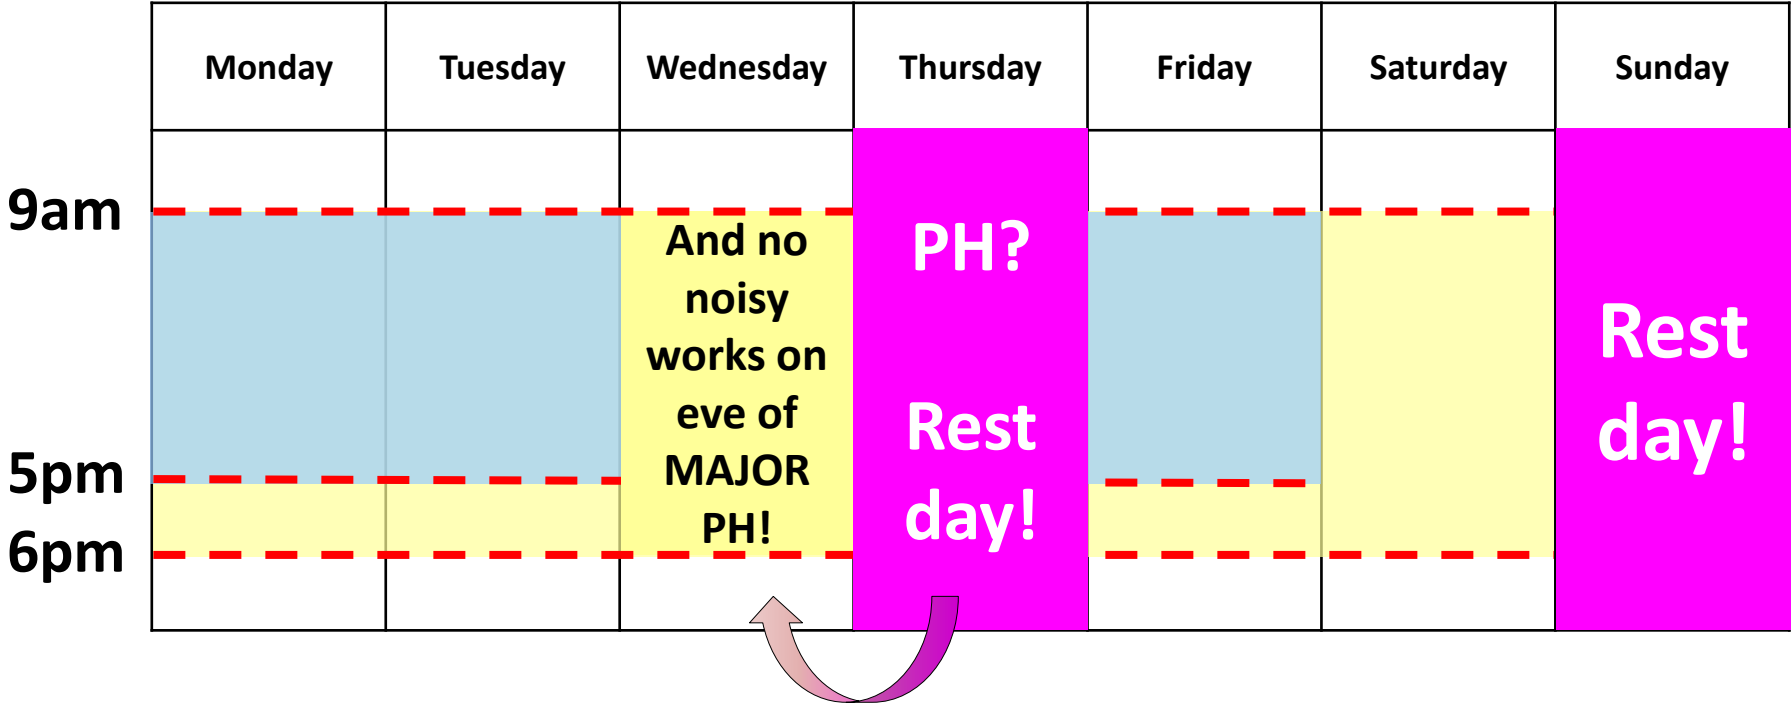 Monday
Tuesday
Wednesday
Thursday
Friday
Saturday
Sunday
9am
5pm
6pm
And no
noisy
works on
eve of
MAJOR
PH!
PH?
Rest
day!
Rest
day!